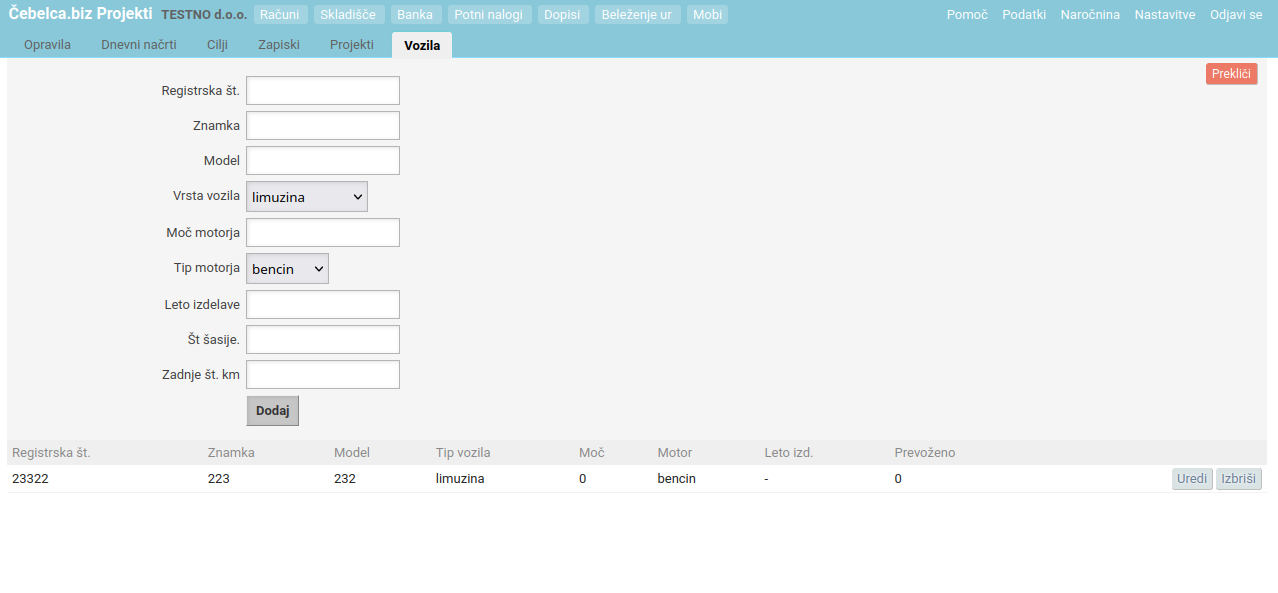 Čebelca.biz Projekti TESTNO d.o.o. Računi Skladišče Banka Potni nalogi Dopisi Beleženje ur Mobi Pomoč Podatki Naročnina Nastavitve Odjavi se
Opravila Dnevni načrti Cilji Zapiski Projekti Vozila
Prekliči
Registrska št.
Znamka
Model
Vrsta vozila limuzina
Moč motorja
Tip motorja bencin
Leto izdelave
Št šasije.
Zadnje št. km
Dodaj
Registrska št. Znamka Model Tip vozila Moč Motor Leto izd. Prevoženo
23322 223 232 limuzina 0 bencin - 0 Uredi Izbriši